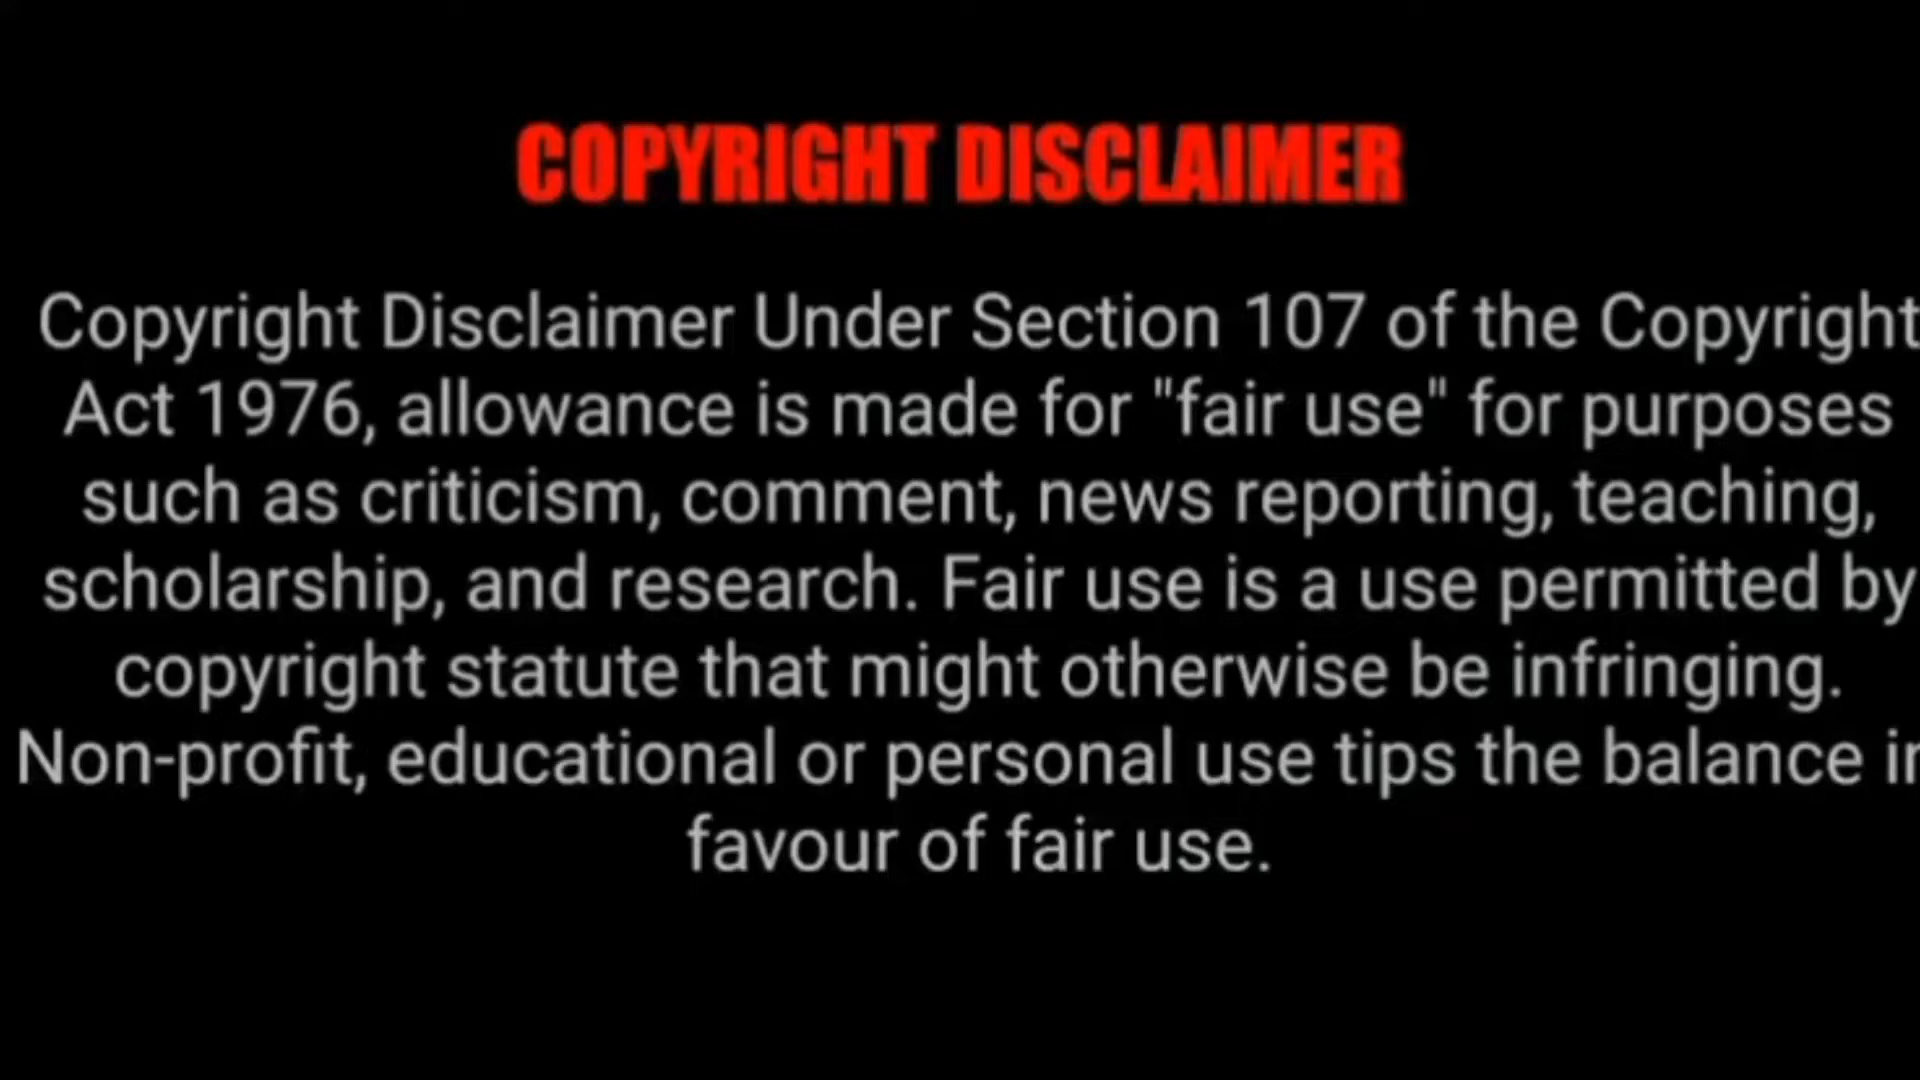 COPYRIGHT DISCLAIMER
Copyright Disclaimer Under Section 107 of the Copyright
Act 1976, allowance is made for "fair use" for purposes
such as criticism, comment, news reporting, teaching,
scholarship, and research. Fair use is a use permitted by
copyright statute that might otherwise be infringing.
Non-profit, educational or personal use tips the balance in
favour of fair use.